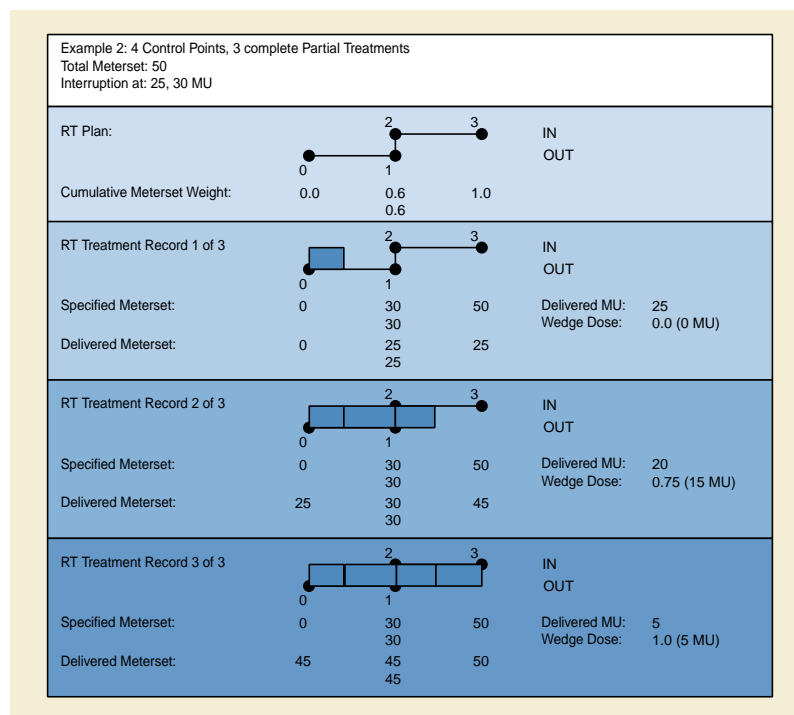 Example 2: 4 Control Points, 3 complete Partial Treatments
Total Meterset: 50
Interruption at: 25, 30 MU
RT Plan:
2 3
IN
OUT
0 1
Cumulative Meterset Weight: 0.0 0.6 1.0
0.6
RT Treatment Record 1 of 3
2 3
IN
OUT
0 1
Specified Meterset: 0 30 50 Delivered MU: 25
30 Wedge Dose: 0.0 (0 MU)
Delivered Meterset: 0 25 25
25
RT Treatment Record 2 of 3
2 3
IN
OUT
0 1
Specified Meterset: 0 30 50 Delivered MU: 20
30 Wedge Dose: 0.75 (15 MU)
Delivered Meterset: 25 30 45
30
RT Treatment Record 3 of 3
2 3
IN
OUT
0 1
Specified Meterset: 0 30 50 Delivered MU: 5
30 Wedge Dose: 1.0 (5 MU)
Delivered Meterset: 45 45 50
45